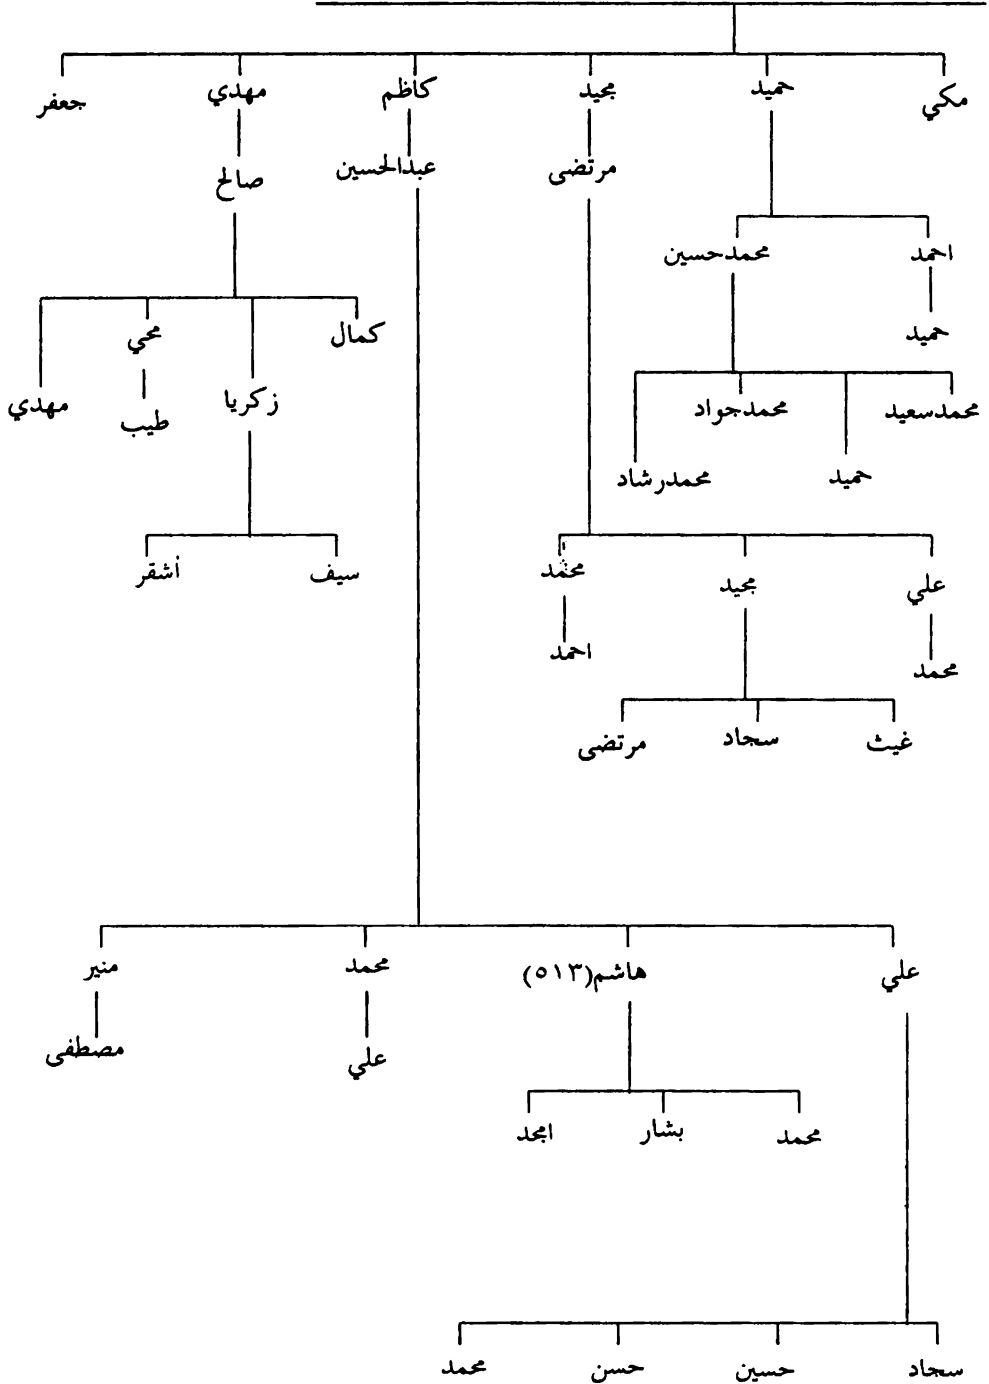 مكي حميد مجيد كاظم مهدي جعفر
مرتضى عبدالحسين صالح
احمد محمدحسين
حميد كمال محي
محمدسعيد محمدجواد زكريا طيب مهدي
حميد محمدرشاد
علي مجيد محمد سيف أشقر
محمد احمد
غيث سجاد مرتضى
علي هاشم(٥١٣) محمد منير
علي مصطفى
محمد بشار امجد
سجاد حسين حسن محمد